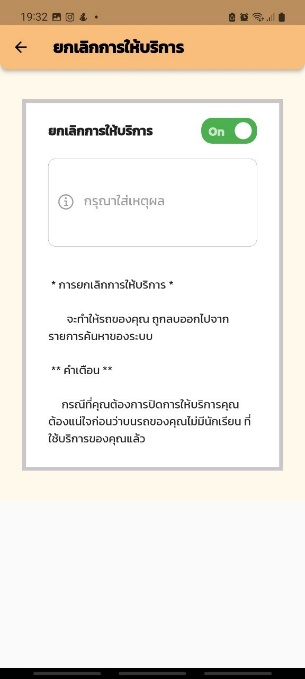 19:32
ยกเลิกการให้บริการ
ยกเลิกการให้บริการ On
กรุณาใส่เหตุผล
* การยกเลิกการให้บริการ *
จะทำให้รถของคุณ ถูกลบออกไปจาก
รายการค้นหาของระบบ
** คำเตือน **
กรณีที่คุณต้องการปิดการให้บริการคุณ
ต้องแน่ใจก่อนว่าบนรถของคุณไม่มีนักเรียน ที่
ใช้บริการของคุณแล้ว